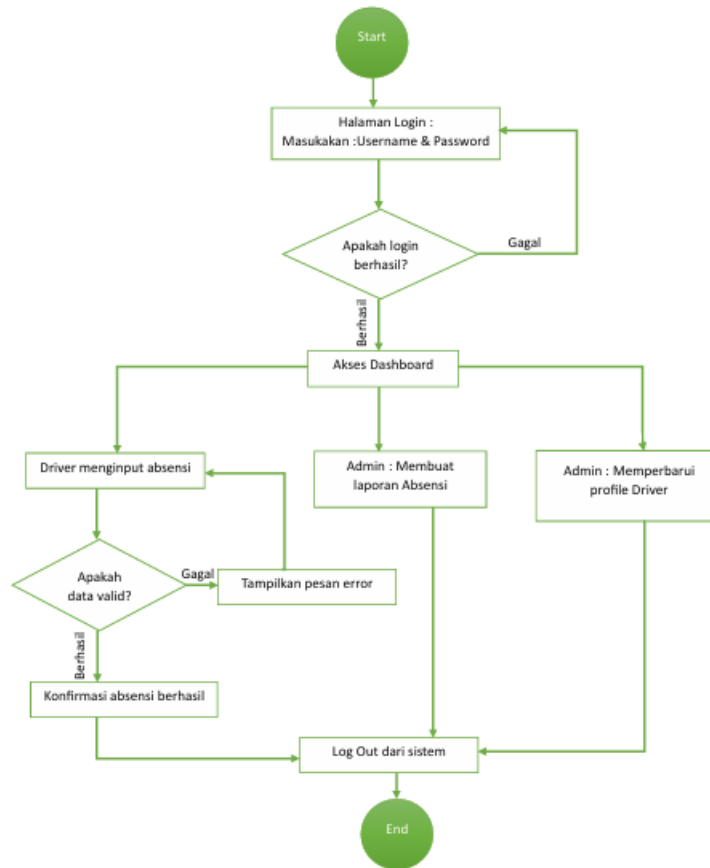 Start
Halaman Login :
Masukakan :Username & Password
Apakah login
berhasil?
Gagal
Berhasil
Akses Dashboard
Driver menginput absensi
Admin : Membuat
laporan Absensi
Admin : Memperbarui
profile Driver
Apakah
data valid?
Gagal
Tampilkan pesan error
Berhasil
Konfirmasi absensi berhasil
Log Out dari sistem
End